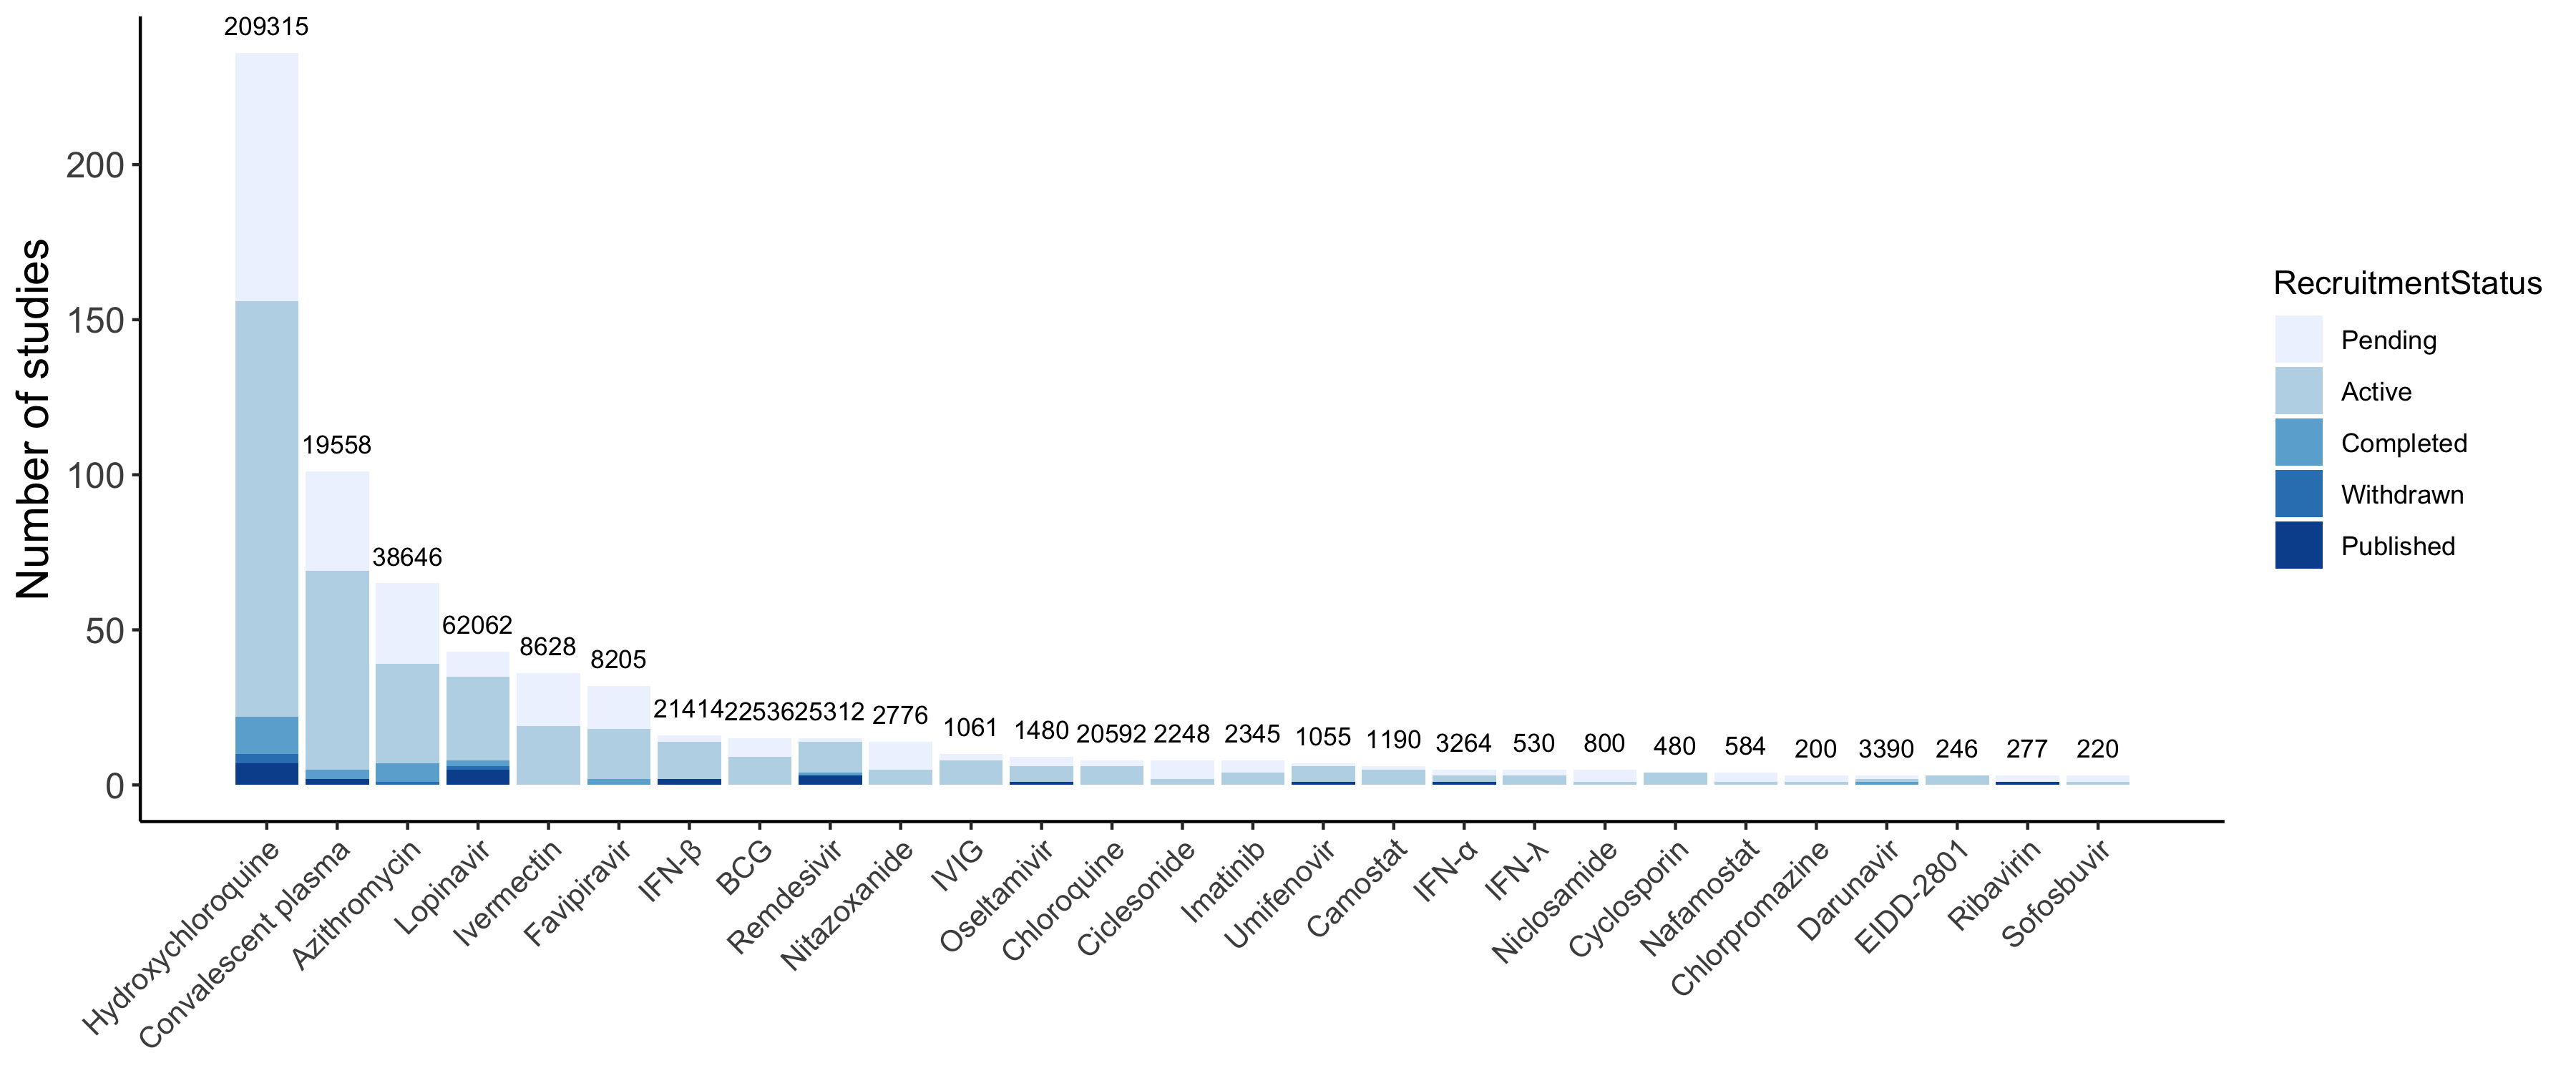 Number of studies
200
150
100
50
0
209315
19558
38646
62062
8628
8205
21414
22536
25312
2776
1061
1480
20592
2248
2345
1055
1190
3264
530
800
480
584
200
3390
246
277
220
Hydroxychloroquine
Convalescent plasma
Azithromycin
Lopinavir
Ivermectin
Favipiravir
IFN-β
BCG
Remdesivir
Nitazoxanide
IVIG
Oseltamivir
Chloroquine
Ciclesonide
Imatinib
Umifenovir
Camostat
IFN-α
IFN-λ
Niclosamide
Cyclosporin
Nafamostat
Chlorpromazine
Darunavir
EIDD-2801
Ribavirin
Sofosbuvir
RecruitmentStatus
Pending
Active
Completed
Withdrawn
Published